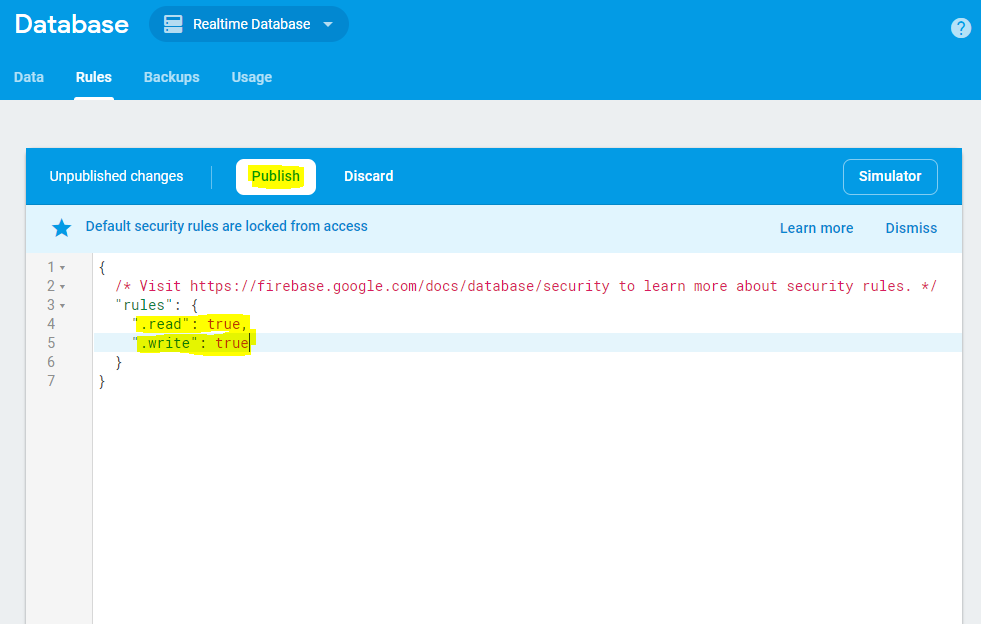 Database Realtime Database ?
Data Rules Backups Usage
Unpublished changes Publish Discard Simulator
Default security rules are locked from access Learn more Dismiss
1 {
2 /* Visit https://firebase.google.com/docs/database/security to learn more about security rules. */
3 "rules": {
4 ".read": true,
5 ".write": true
6 }
7 }